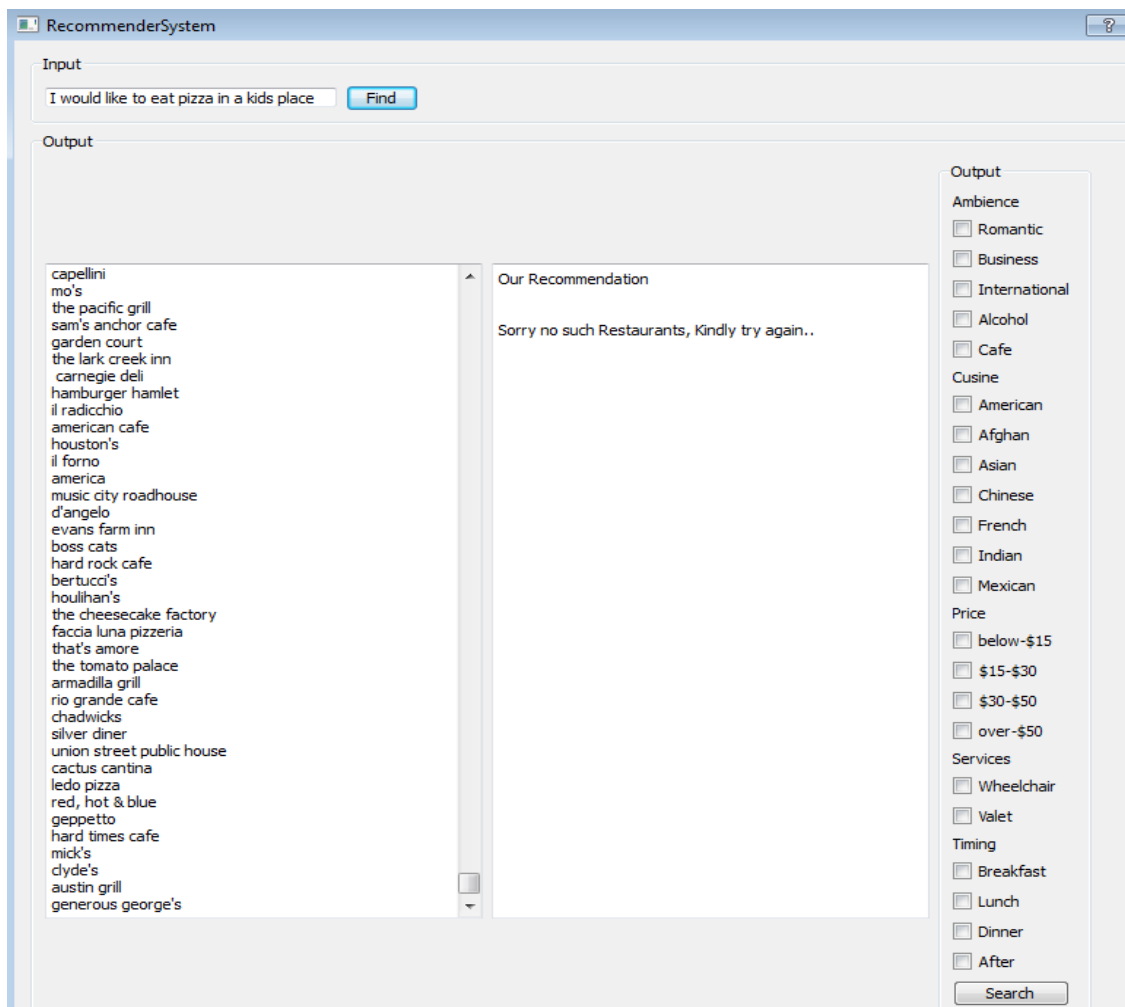 RecommenderSystem
?
Input
I would like to eat pizza in a kids place
Find
Output
capellini
mo's
the pacific grill
sam's anchor cafe
garden court
the lark creek inn
carnegie deli
hamburger hamlet
il radicchio
american cafe
houston's
il forno
america
music city roadhouse
d'angelo
evans farm inn
boss cats
hard rock cafe
bertucci's
houlihan's
the cheesecake factory
faccia luna pizzeria
that's amore
the tomato palace
armadilla grill
rio grande cafe
chadwicks
silver diner
union street public house
cactus cantina
ledo pizza
red, hot & blue
geppetto
hard times cafe
mick's
clyde's
austin grill
generous george's
Our Recommendation
Sorry no such Restaurants, Kindly try again..
Output
Ambience
Romantic
Business
International
Alcohol
Cafe
Cusine
American
Afghan
Asian
Chinese
French
Indian
Mexican
Price
below-$15
$15-$30
$30-$50
over-$50
Services
Wheelchair
Valet
Timing
Breakfast
Lunch
Dinner
After
Search